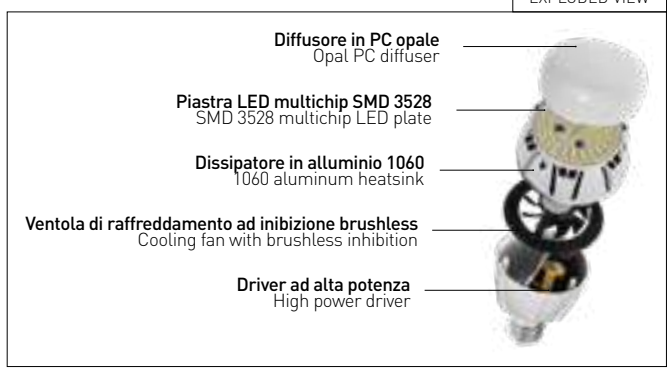 EXPLODED VIEW
Diffusore in PC opale
Opal PC diffuser
Piastra LED multichip SMD 3528
SMD 3528 multichip LED plate
Dissipatore in alluminio 1060
1060 aluminum heatsink
Ventola di raffreddamento ad inibizione brushless
Cooling fan with brushless inhibition
Driver ad alta potenza
High power driver